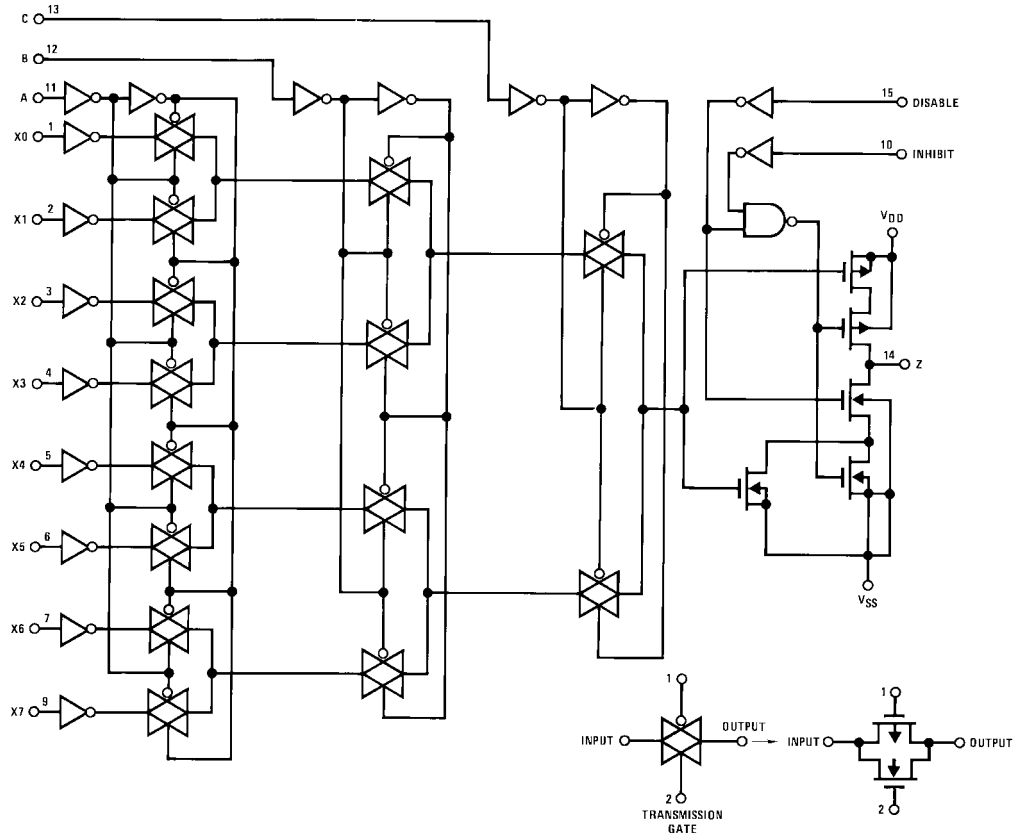 C 13
B 12
A 11
X0 1
X1 2
X2 3
X3 4
X4 5
X5 6
X6 7
X7 9
15 DISABLE
10 INHIBIT
VDD
14 Z
VSS
1
INPUT
OUTPUT
2
TRANSMISSION
GATE
1
INPUT
OUTPUT
2